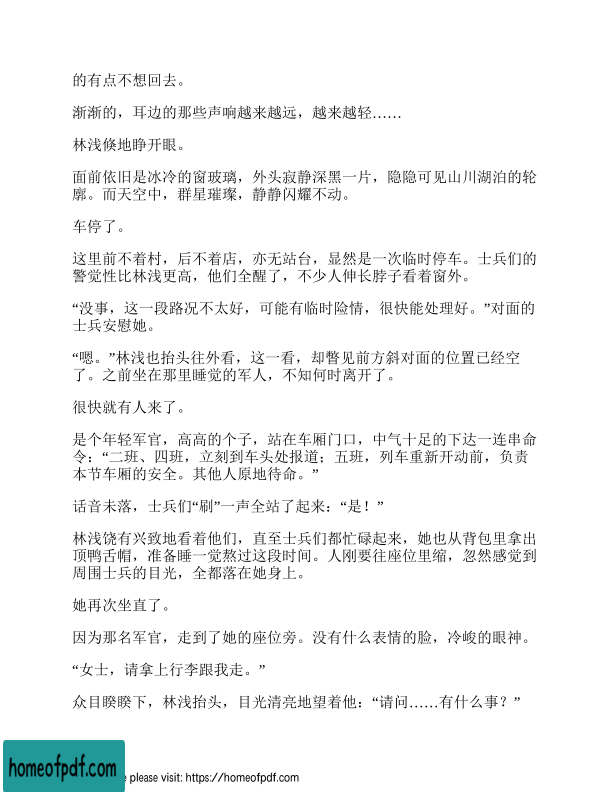 的有点不想回去。
渐渐的，耳边的那些声响越来越远，越来越轻……
林浅倏地睁开眼。
面前依旧是冰冷的窗玻璃，外头寂静深黑一片，隐隐可见山川湖泊的轮
廓。而天空中，群星璀璨，静静闪耀不动。
车停了。
这里前不着村，后不着店，亦无站台，显然是一次临时停车。士兵们的
警觉性比林浅更高，他们全醒了，不少人伸长脖子看着窗外。
“没事，这一段路况不太好，可能有临时险情，很快能处理好。”对面的
士兵安慰她。
“嗯。”林浅也抬头往外看，这一看，却瞥见前方斜对面的位置已经空
了。之前坐在那里睡觉的军人，不知何时离开了。
很快就有人来了。
是个年轻军官，高高的个子，站在车厢门口，中气十足的下达一连串命
令：“二班、四班，立刻到车头处报道；五班，列车重新开动前，负责
本节车厢的安全。其他人原地待命。”
话音未落，士兵们“刷”一声全站了起来：“是！”
林浅饶有兴致地看着他们，直至士兵们都忙碌起来，她也从背包里拿出
顶鸭舌帽，准备睡一觉熬过这段时间。人刚要往座位里缩，忽然感觉到
周围士兵的目光，全都落在她身上。
她再次坐直了。
因为那名军官，走到了她的座位旁。没有什么表情的脸，冷峻的眼神。
“女士，请拿上行李跟我走。”
众目睽睽下，林浅抬头，目光清亮地望着他：“请问……有什么事？”
homeofpdf.com
e please visit: https://homeofpdf.com